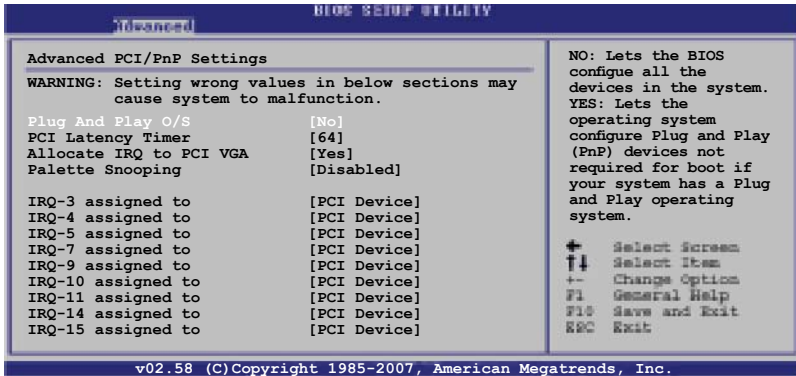 BIOS SETUP UTILITY
Advanced
Advanced PCI/PnP Settings
WARNING: Setting wrong values in below sections may
cause system to malfunction.
Plug And Play O/S [No]
PCI Latency Timer [64]
Allocate IRQ to PCI VGA [Yes]
Palette Snooping [Disabled]
IRQ-3 assigned to [PCI Device]
IRQ-4 assigned to [PCI Device]
IRQ-5 assigned to [PCI Device]
IRQ-7 assigned to [PCI Device]
IRQ-9 assigned to [PCI Device]
IRQ-10 assigned to [PCI Device]
IRQ-11 assigned to [PCI Device]
IRQ-14 assigned to [PCI Device]
IRQ-15 assigned to [PCI Device]
NO: Lets the BIOS
configue all the
devices in the system.
YES: Lets the
operating system
configure Plug and Play
(PnP) devices not
required for boot if
your system has a Plug
and Play operating
system.
← Select Screen
↑↓ Select Item
+- Change Option
F1 General Help
F10 Save and Exit
ESC Exit
v02.58 (C)Copyright 1985-2007, American Megatrends, Inc.